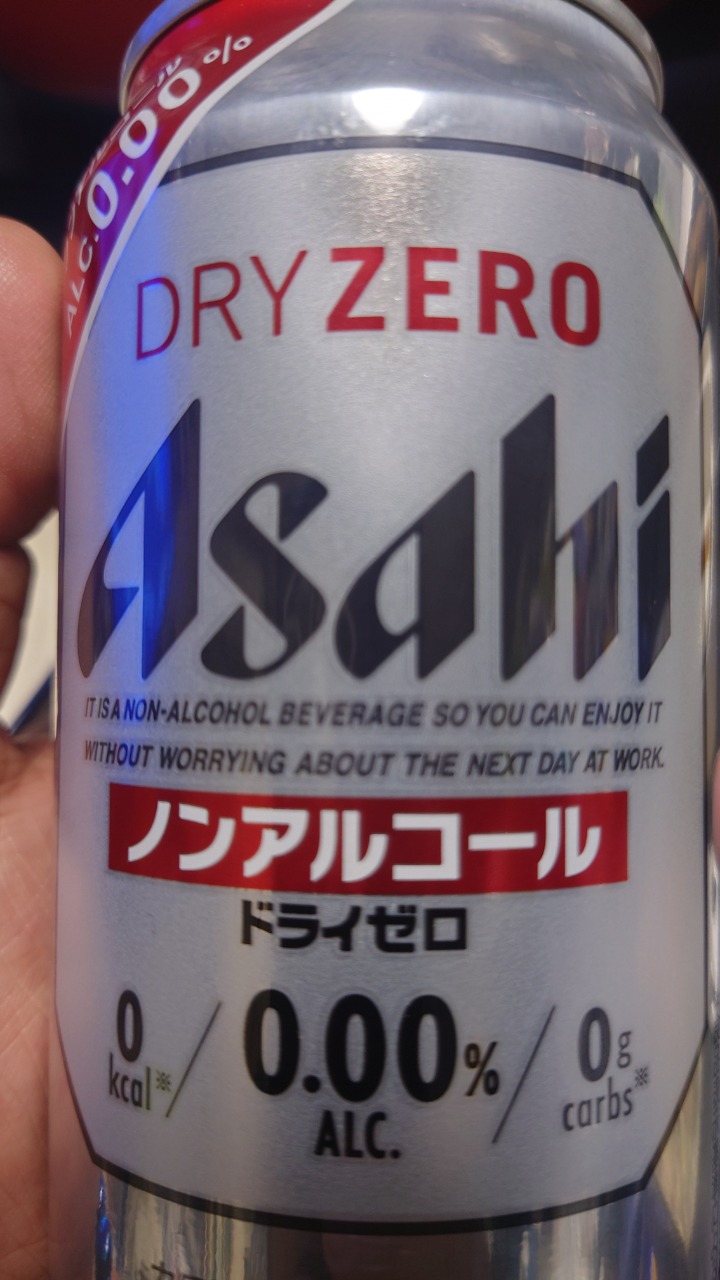 ALC. 0.00%
DRY ZERO
Asahi
IT IS A NON-ALCOHOL BEVERAGE SO YOU CAN ENJOY IT
WITHOUT WORRYING ABOUT THE NEXT DAY AT WORK.
ノンアルコール
ドライゼロ
0 kcal※ / 0.00% ALC. / 0g carbs※